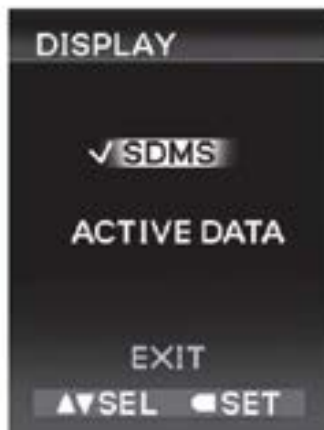 DISPLAY
✓ SDMS
ACTIVE DATA
EXIT
▲▼SEL ◀SET